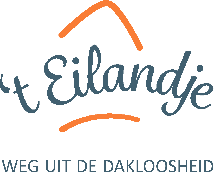 't Eilandje
WEG UIT DE DAKLOOSHEID